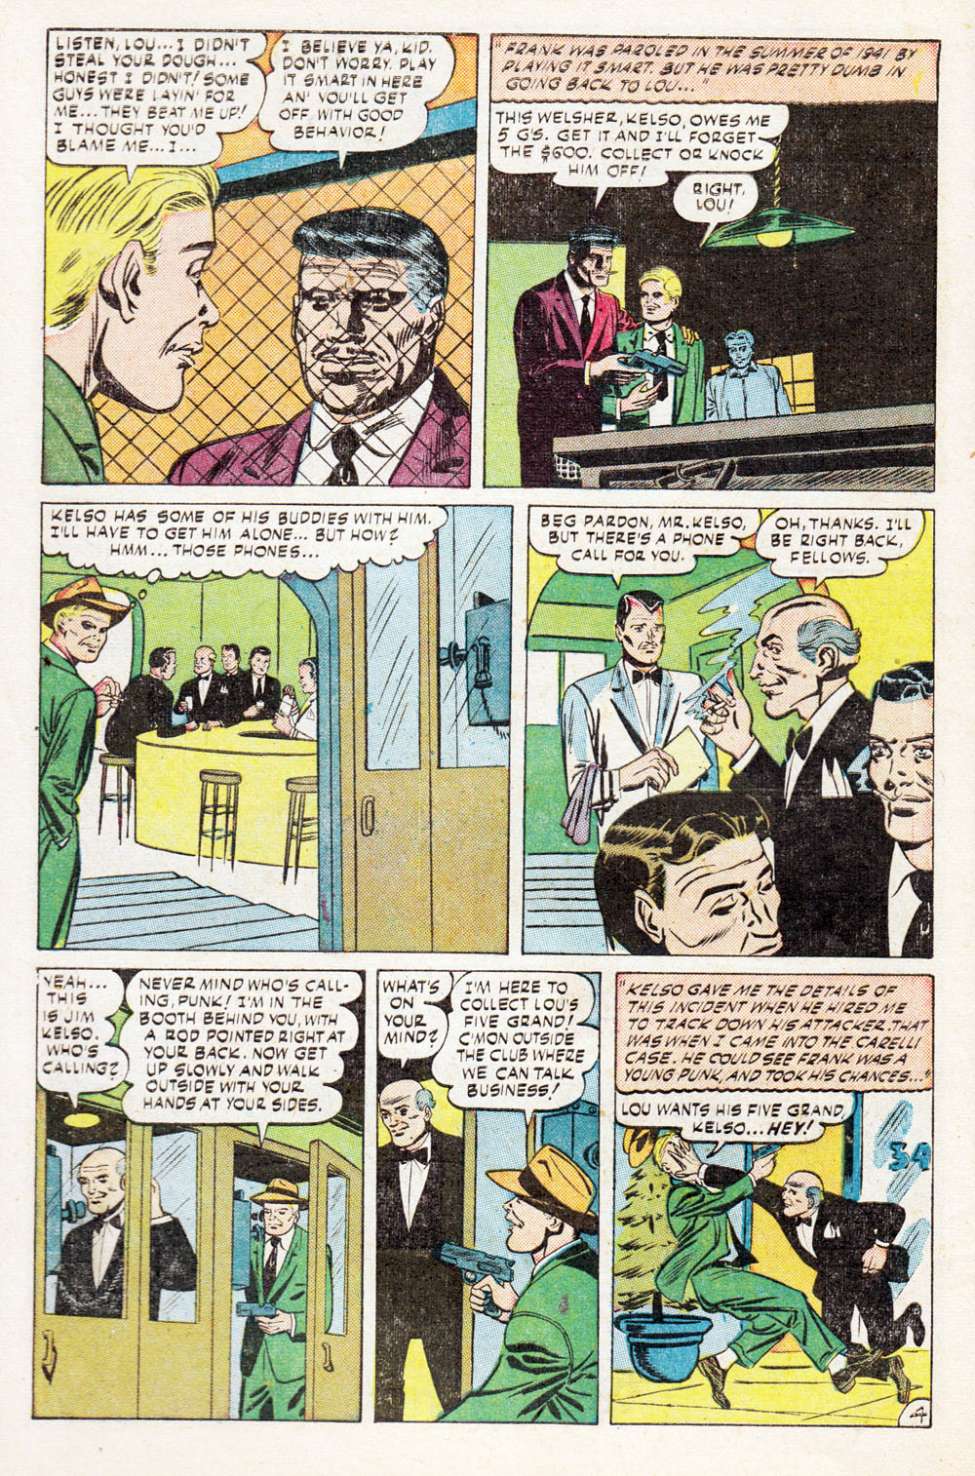 LISTEN, LOU... I DIDN'T
STEAL YOUR DOUGH...
HONEST I DIDN'T! SOME
GUYS WERE LAYIN' FOR
ME... THEY BEAT ME UP!
I THOUGHT YOU'D
BLAME ME... I...
I BELIEVE YA, KID.
DON'T WORRY. PLAY
IT SMART IN HERE
AN' YOU'LL GET
OFF WITH GOOD
BEHAVIOR!
"FRANK WAS PAROLED IN THE SUMMER OF 1941 BY
PLAYING IT SMART. BUT HE WAS PRETTY DUMB IN
GOING BACK TO LOU..."
THIS WELSHER, KELSO, OWES ME
5 G'S. GET IT AND I'LL FORGET
THE $600. COLLECT OR KNOCK
HIM OFF!
RIGHT,
LOU!
KELSO HAS SOME OF HIS BUDDIES WITH HIM.
I'LL HAVE TO GET HIM ALONE... BUT HOW?
HMM... THOSE PHONES...
BEG PARDON, MR. KELSO,
BUT THERE'S A PHONE
CALL FOR YOU.
OH, THANKS. I'LL
BE RIGHT BACK,
FELLOWS.
YEAH...
THIS
IS JIM
KELSO.
WHO'S
CALLING?
NEVER MIND WHO'S CALL-
ING, PUNK! I'M IN THE
BOOTH BEHIND YOU, WITH
A ROD POINTED RIGHT AT
YOUR BACK. NOW GET
UP SLOWLY AND WALK
OUTSIDE WITH YOUR
HANDS AT YOUR SIDES.
WHAT'S
ON
YOUR
MIND?
I'M HERE TO
COLLECT LOU'S
FIVE GRAND!
C'MON OUTSIDE
THE CLUB WHERE
WE CAN TALK
BUSINESS!
"KELSO GAVE ME THE DETAILS OF
THIS INCIDENT WHEN HE HIRED ME
TO TRACK DOWN HIS ATTACKER. THAT
WAS WHEN I CAME INTO THE CARELLI
CASE. HE COULD SEE FRANK WAS A
YOUNG PUNK, AND TOOK HIS CHANCES..."
LOU WANTS HIS FIVE GRAND,
KELSO... HEY!
34
4